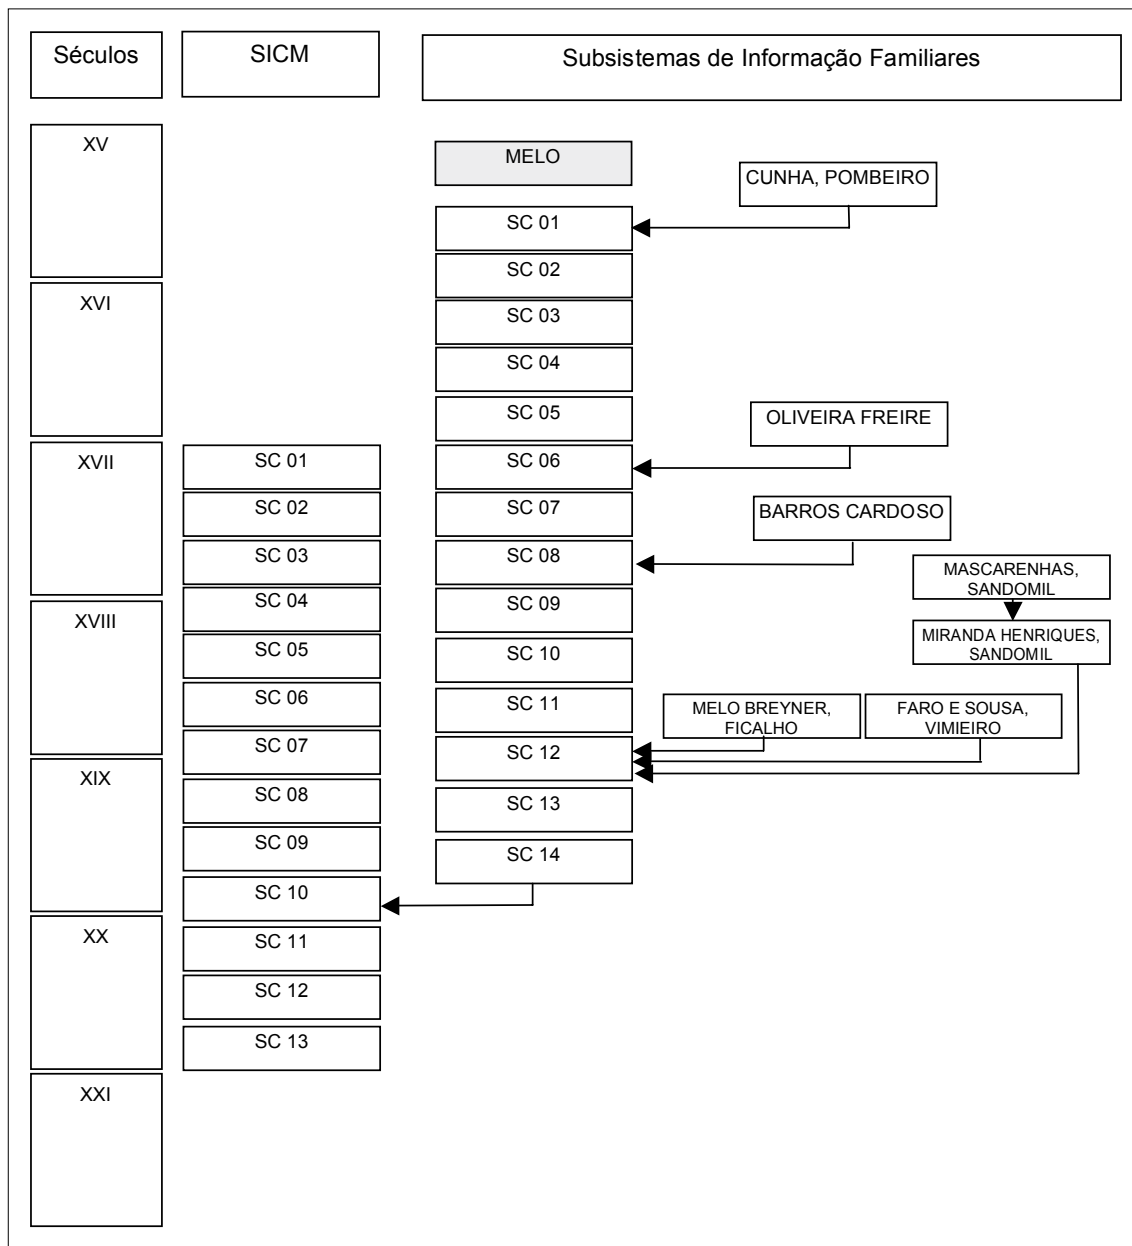 Séculos
SICM
Subsistemas de Informação Familiares
XV
XVI
XVII
XVIII
XIX
XX
XXI
SC 01
SC 02
SC 03
SC 04
SC 05
SC 06
SC 07
SC 08
SC 09
SC 10
SC 11
SC 12
SC 13
MELO
SC 01
SC 02
SC 03
SC 04
SC 05
SC 06
SC 07
SC 08
SC 09
SC 10
SC 11
SC 12
SC 13
SC 14
CUNHA, POMBEIRO
OLIVEIRA FREIRE
BARROS CARDOSO
MASCARENHAS,
SANDOMIL
MIRANDA HENRIQUES,
SANDOMIL
MELO BREYNER,
FICALHO
FARO E SOUSA,
VIMIEIRO